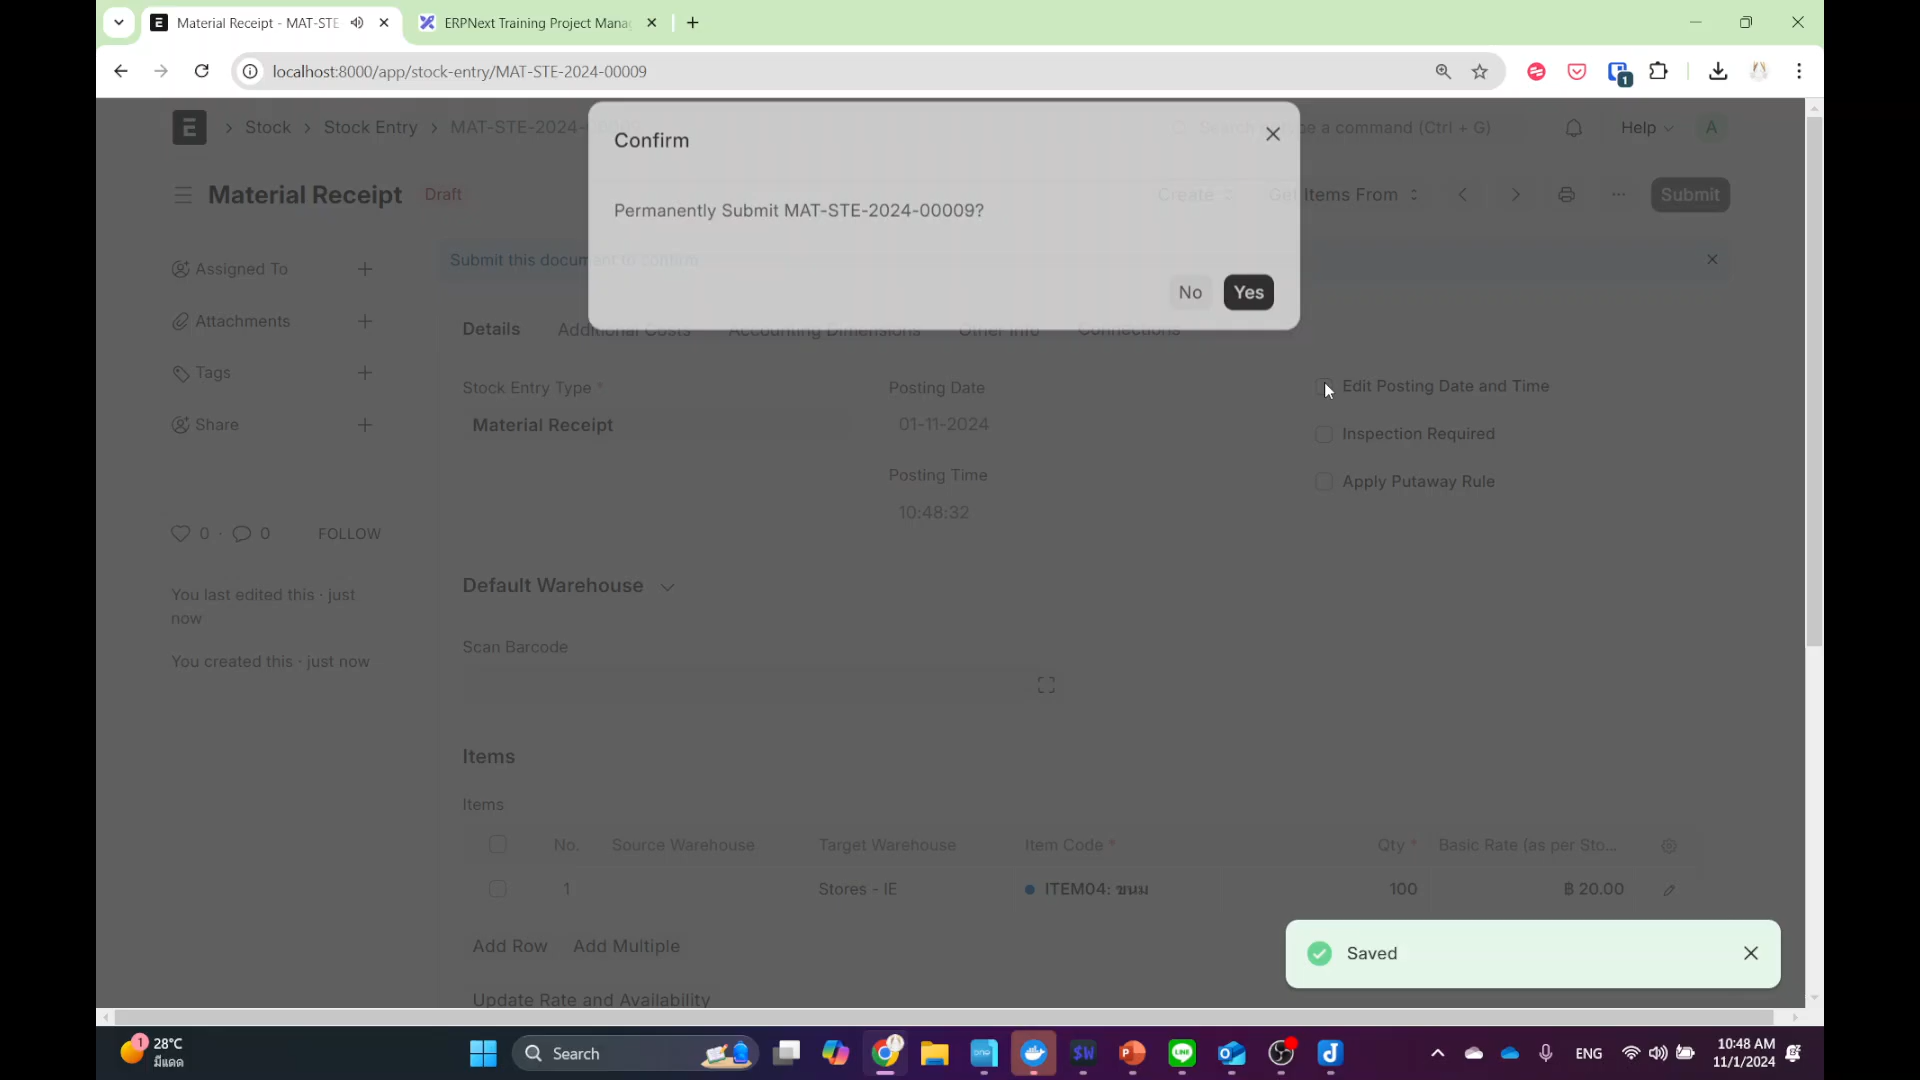 Material Receipt - MAT-STE
ERPNext Training Project Mana
localhost:8000/app/stock-entry/MAT-STE-2024-00009
1
E
Stock
Stock Entry
MAT-STE-2024-
e a command (Ctrl + G)
Help
A
Confirm
Permanently Submit MAT-STE-2024-00009?
No
Yes
Material Receipt
Draft
Create
Get Items From
Submit
Submit this document to confirm
Assigned To
Attachments
Tags
Share
0 · 0
FOLLOW
You last edited this · just
now
You created this · just now
Details
Additional Costs
Accounting Dimensions
Other Info
Connections
Stock Entry Type *
Material Receipt
Posting Date
01-11-2024
Posting Time
10:48:32
Edit Posting Date and Time
Inspection Required
Apply Putaway Rule
Default Warehouse
Scan Barcode
Items
Items
No. Source Warehouse Target Warehouse Item Code * Qty * Basic Rate (as per Sto...
1 Stores - IE ITEM04: ขนม 100 ฿ 20.00
Add Row
Add Multiple
Update Rate and Availability
Saved
1
28°C
มีแดด
Search
ENG
10:48 AM
11/1/2024